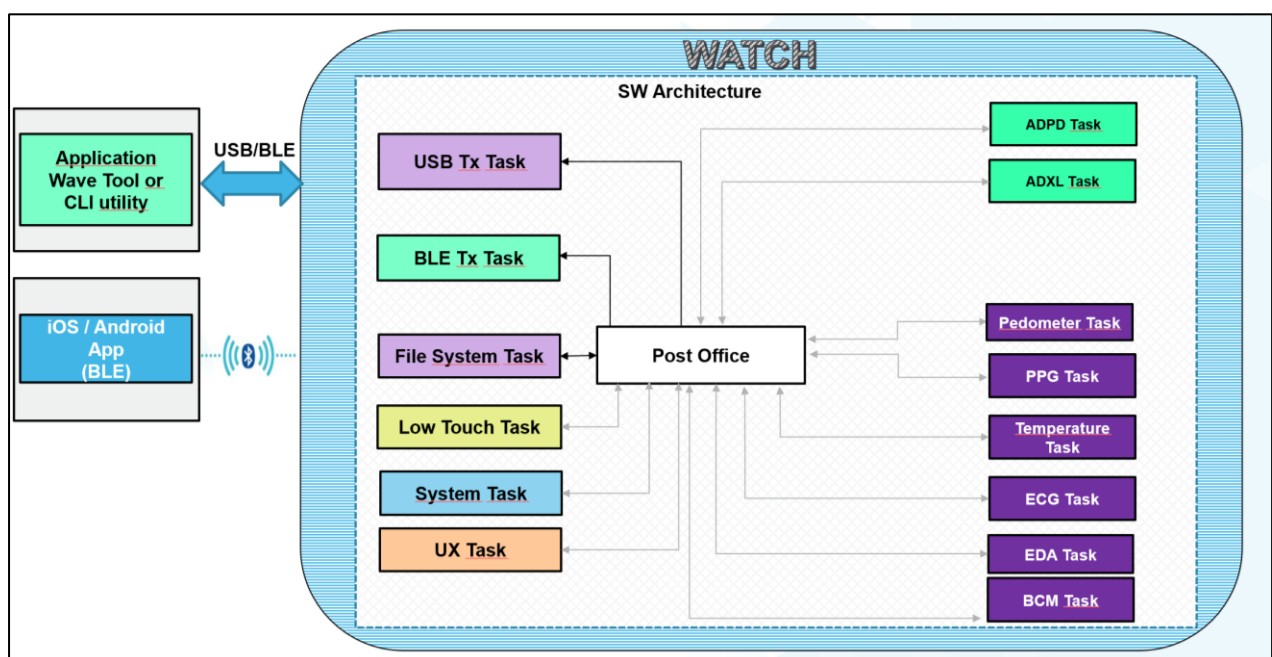 WATCH
SW Architecture
Application
Wave Tool or
CLI utility
USB/BLE
iOS / Android
App
(BLE)
USB Tx Task
BLE Tx Task
File System Task
Low Touch Task
System Task
UX Task
Post Office
ADPD Task
ADXL Task
Pedometer Task
PPG Task
Temperature
Task
ECG Task
EDA Task
BCM Task